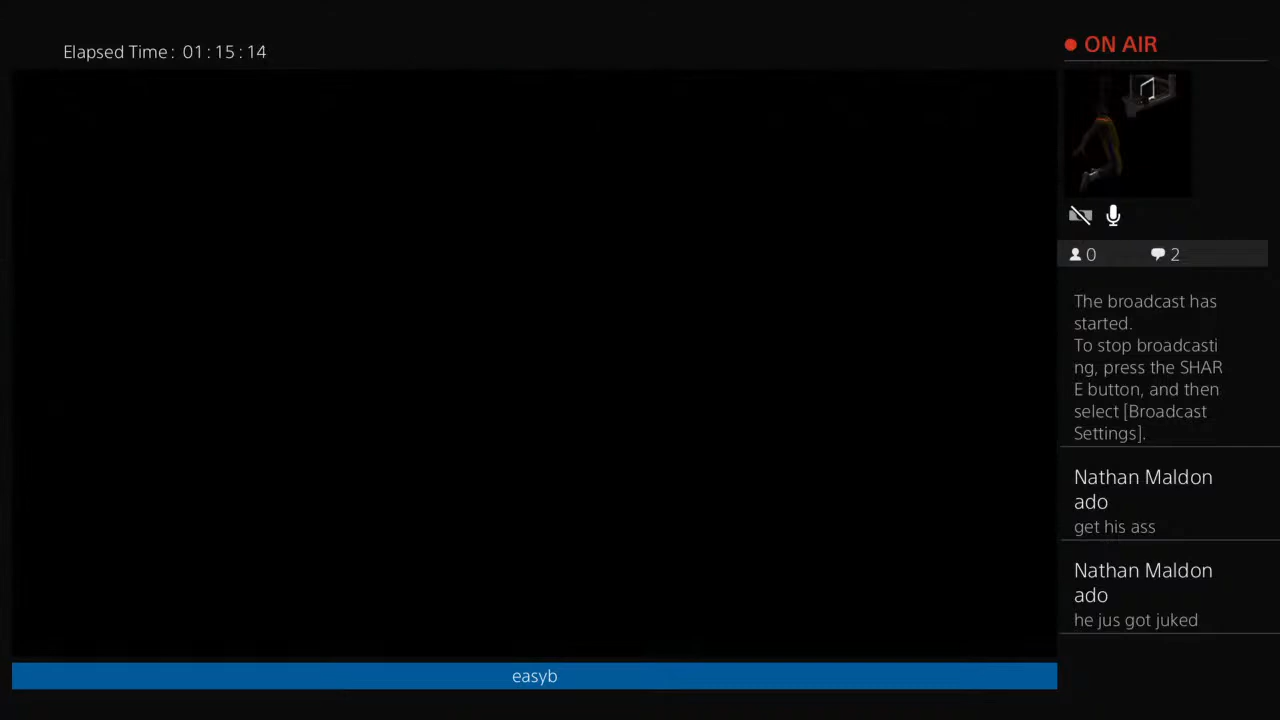 Elapsed Time: 01:15:14
ON AIR
0 2
The broadcast has
started.
To stop broadcasti
ng, press the SHAR
E button, and then
select [Broadcast
Settings].
Nathan Maldon
ado
get his ass
Nathan Maldon
ado
he jus got juked
easyb